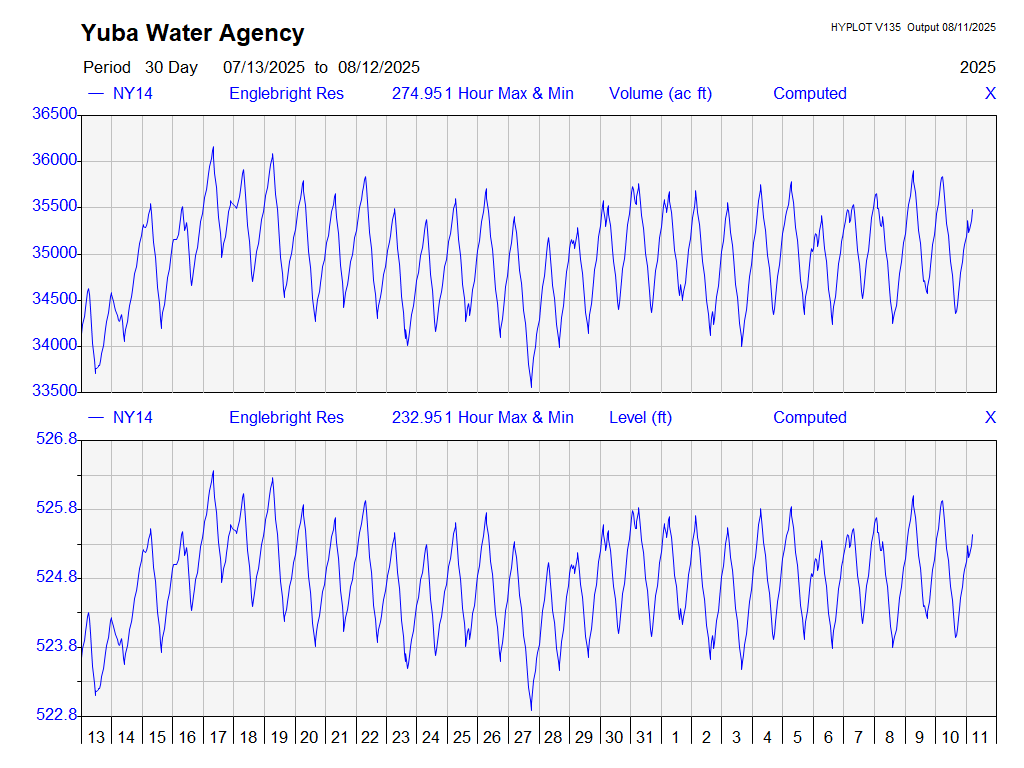 Yuba Water Agency
HYPLOT V135 Output 08/11/2025
Period 30 Day 07/13/2025 to 08/12/2025 2025
NY14 Englebright Res 274.951 Hour Max & Min Volume (ac ft) Computed X
36500
36000
35500
35000
34500
34000
33500
NY14 Englebright Res 232.951 Hour Max & Min Level (ft) Computed X
526.8
525.8
524.8
523.8
522.8
13 14 15 16 17 18 19 20 21 22 23 24 25 26 27 28 29 30 31 1 2 3 4 5 6 7 8 9 10 11